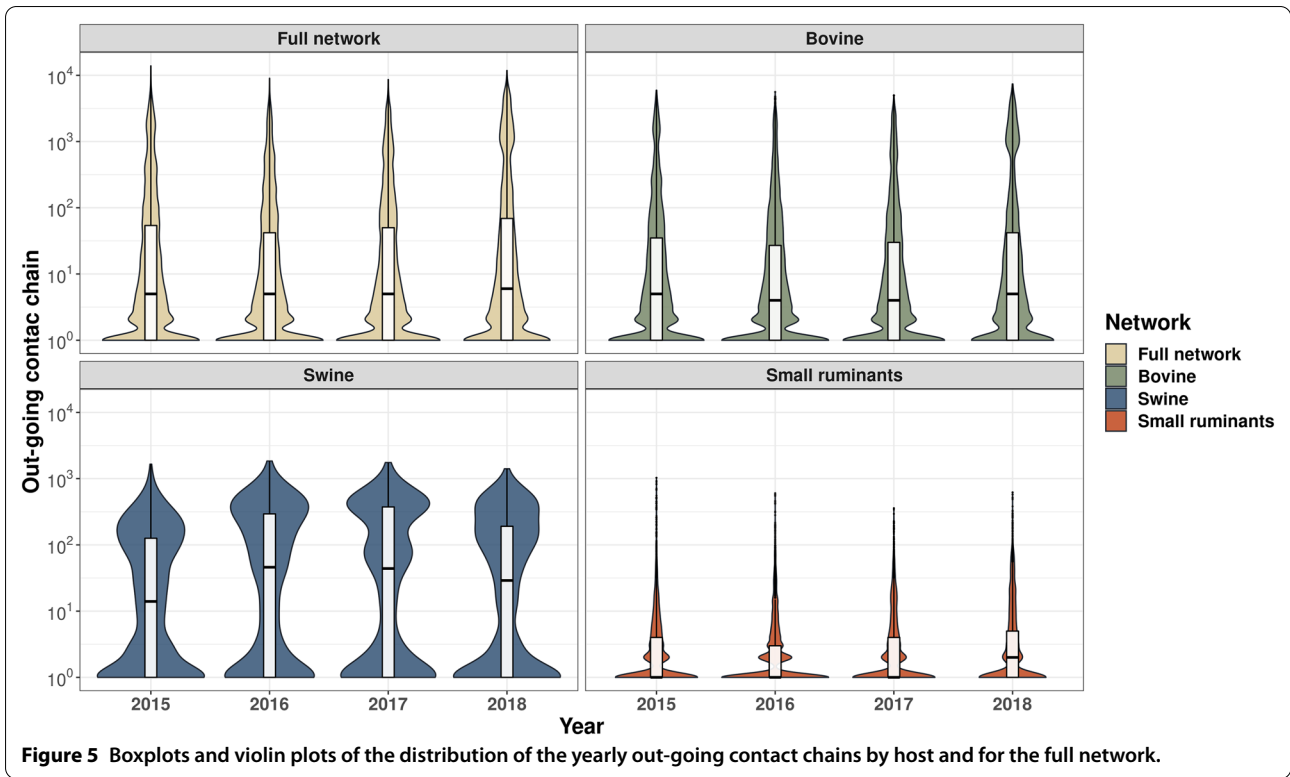 Full network
Bovine
10⁴
10³
10²
10¹
10⁰
Swine
Small ruminants
10⁴
10³
10²
10¹
10⁰
2015 2016 2017 2018
2015 2016 2017 2018
Out-going contac chain
Year
Network
Full network
Bovine
Swine
Small ruminants
Figure 5 Boxplots and violin plots of the distribution of the yearly out-going contact chains by host and for the full network.